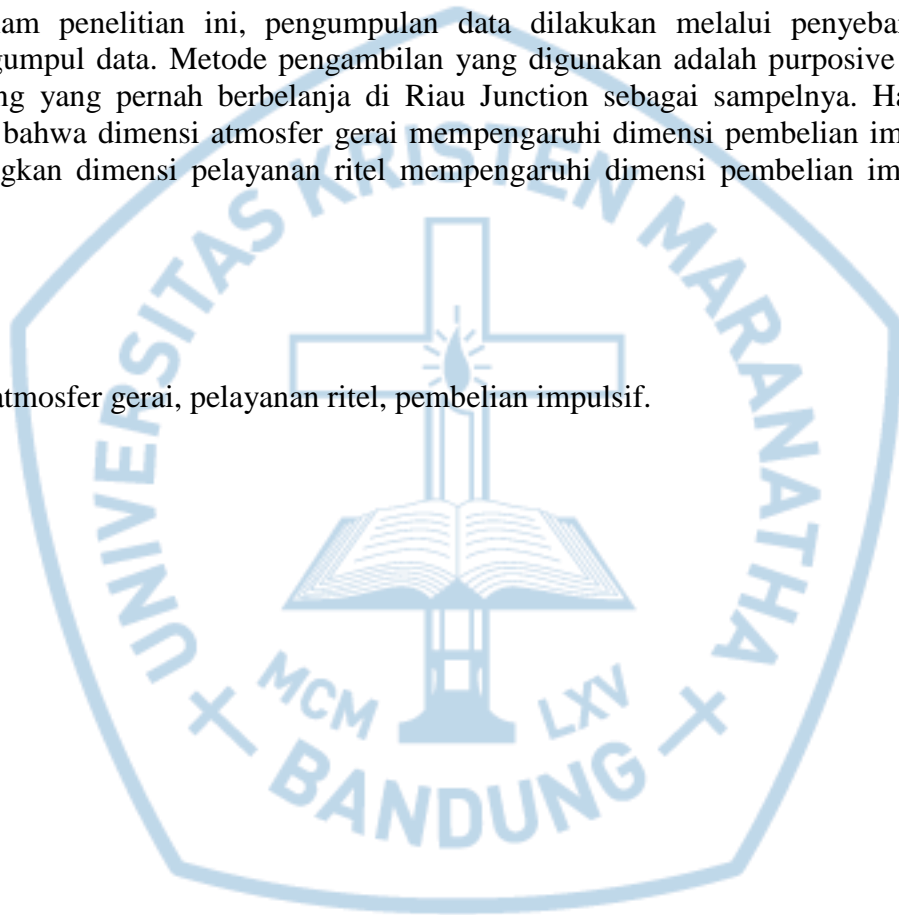 am penelitian ini, pengumpulan data dilakukan melalui penyebar
gumpul data. Metode pengambilan yang digunakan adalah purposive
ng yang pernah berbelanja di Riau Junction sebagai sampelnya. Ha
bahwa dimensi atmosfer gerai mempengaruhi dimensi pembelian im
gkan dimensi pelayanan ritel mempengaruhi dimensi pembelian im
atmosfer gerai, pelayanan ritel, pembelian impulsif.
UNIVERSITAS KRISTEN MARANATHA
MCM LXV
BANDUNG